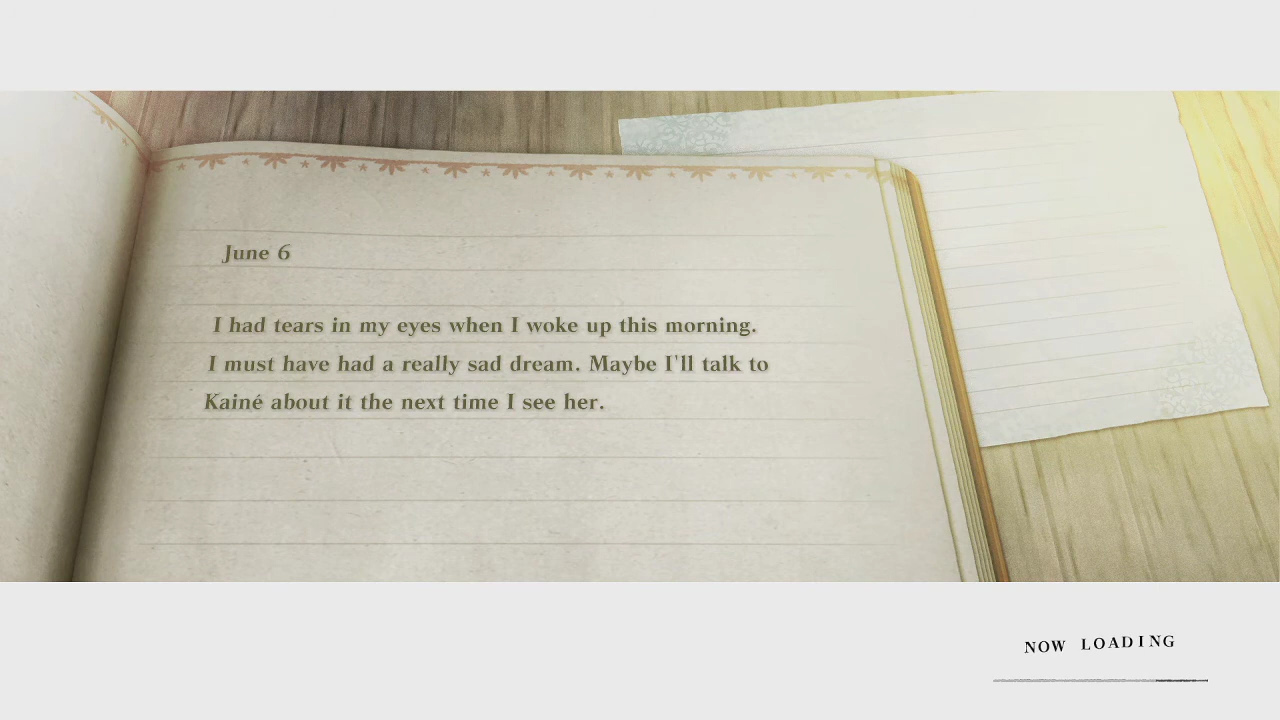 June 6
I had tears in my eyes when I woke up this morning.
I must have had a really sad dream. Maybe I'll talk to
Kainé about it the next time I see her.
NOW LOADING